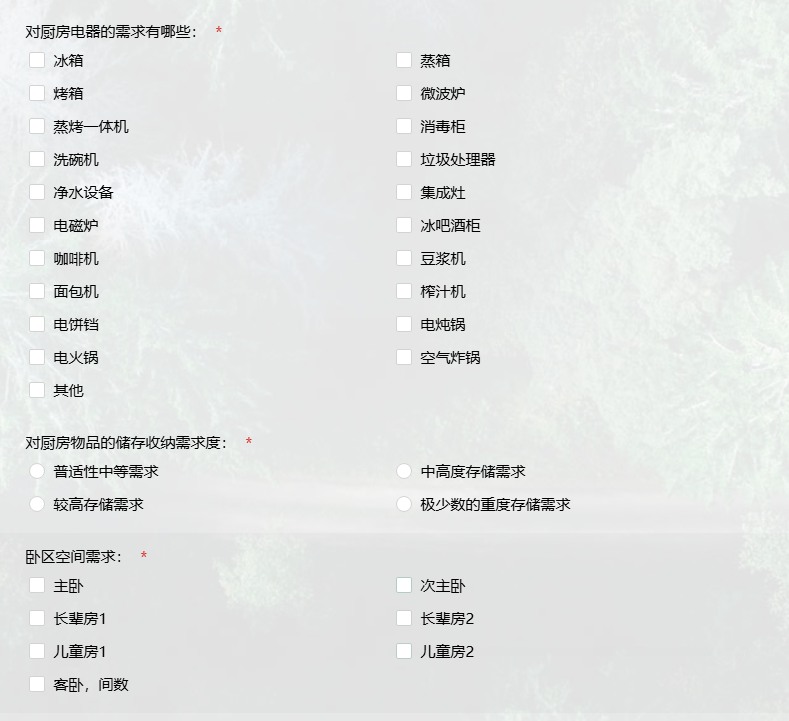 对厨房电器的需求有哪些： *
冰箱 蒸箱
烤箱 微波炉
蒸烤一体机 消毒柜
洗碗机 垃圾处理器
净水设备 集成灶
电磁炉 冰吧酒柜
咖啡机 豆浆机
面包机 榨汁机
电饼铛 电炖锅
电火锅 空气炸锅
其他
对厨房物品的储存收纳需求度： *
普适性中等需求 中高度存储需求
较高存储需求 极少数的重度存储需求
卧区空间需求： *
主卧 次主卧
长辈房1 长辈房2
儿童房1 儿童房2
客卧，间数